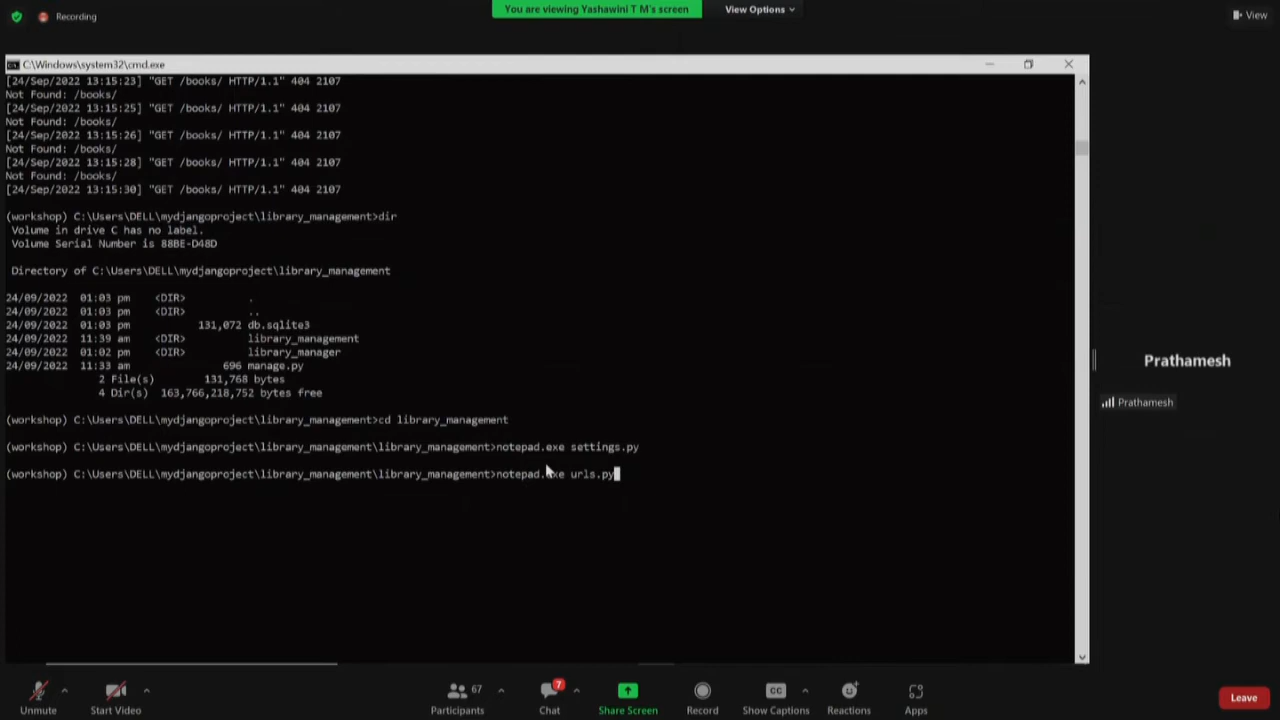 Recording
You are viewing Yashawini T M's screen
View Options
View
C:\Windows\system32\cmd.exe
[24/Sep/2022 13:15:23] "GET /books/ HTTP/1.1" 404 2107
Not Found: /books/
[24/Sep/2022 13:15:25] "GET /books/ HTTP/1.1" 404 2107
Not Found: /books/
[24/Sep/2022 13:15:26] "GET /books/ HTTP/1.1" 404 2107
Not Found: /books/
[24/Sep/2022 13:15:28] "GET /books/ HTTP/1.1" 404 2107
Not Found: /books/
[24/Sep/2022 13:15:30] "GET /books/ HTTP/1.1" 404 2107
(workshop) C:\Users\DELL\mydjangoproject\library_management>dir
Volume in drive C has no label.
Volume Serial Number is 88BE-D48D
Directory of C:\Users\DELL\mydjangoproject\library_management
24/09/2022 01:03 pm <DIR> .
24/09/2022 01:03 pm <DIR> ..
24/09/2022 01:03 pm 131,072 db.sqlite3
24/09/2022 11:39 am <DIR> library_management
24/09/2022 01:02 pm <DIR> library_manager
24/09/2022 11:33 am 696 manage.py
2 File(s) 131,768 bytes
4 Dir(s) 163,766,218,752 bytes free
(workshop) C:\Users\DELL\mydjangoproject\library_management>cd library_management
(workshop) C:\Users\DELL\mydjangoproject\library_management\library_management>notepad.exe settings.py
(workshop) C:\Users\DELL\mydjangoproject\library_management\library_management>notepad.exe urls.py
Prathamesh
Prathamesh
Unmute
Start Video
67
Participants
7
Chat
Share Screen
Record
CC
Show Captions
Reactions
Apps
Leave